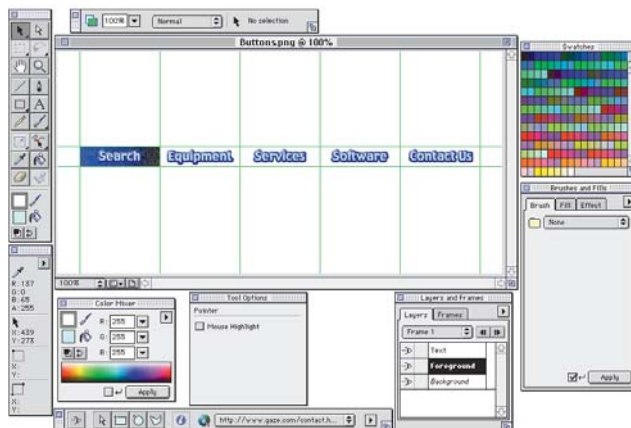 100%
Normal
No selection
Buttons.png @ 100%
Search
Equipment
Services
Software
Contact Us
100%
Swatches
Brushes and Fills
Brush
Fill
Effect
None
Apply
R: 137
G: 0
B: 65
A: 255
X: 439
Y: 273
X:
Y:
X:
Y:
Color Mixer
R: 255
G: 255
B: 255
Apply
Tool Options
Pointer
Mouse Highlight
Layers and Frames
Layers
Frames
Frame 1
Text
Foreground
Background
http://www.gaze.com/contact.h...